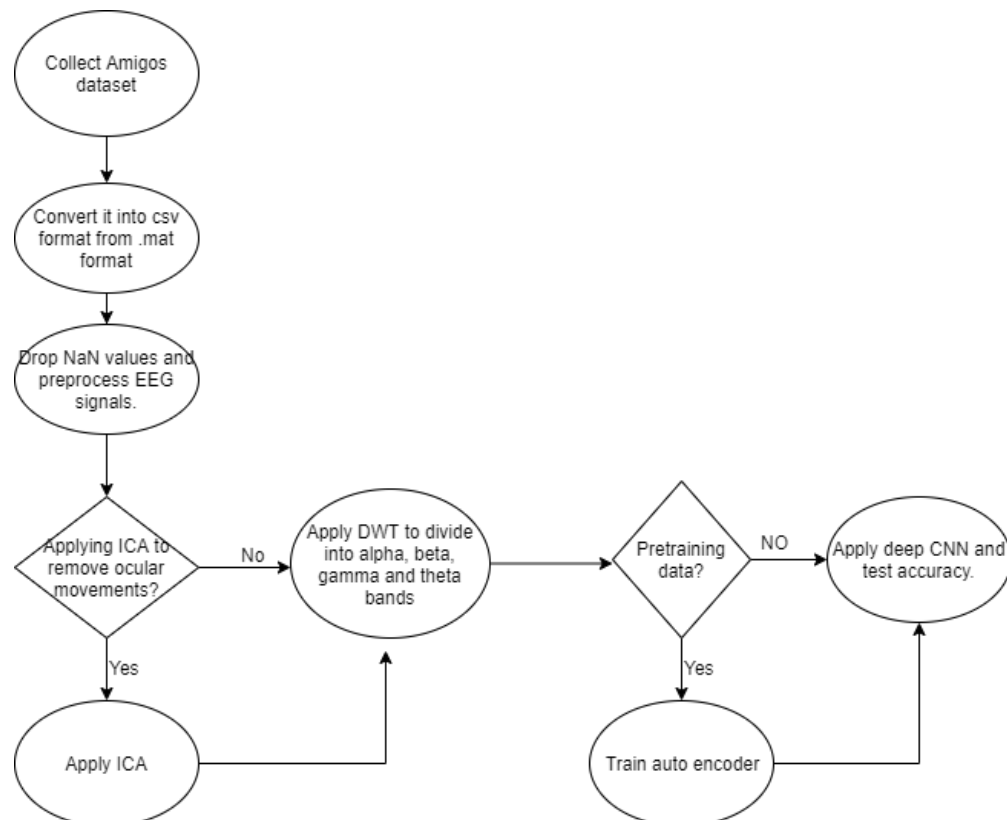 Collect Amigos
dataset
Convert it into csv
format from .mat
format
Drop NaN values and
preprocess EEG
signals.
Applying ICA to
remove ocular
movements?
No
Yes
Apply ICA
Apply DWT to divide
into alpha, beta,
gamma and theta
bands
Pretraining
data?
NO
Yes
Train auto encoder
Apply deep CNN and
test accuracy.